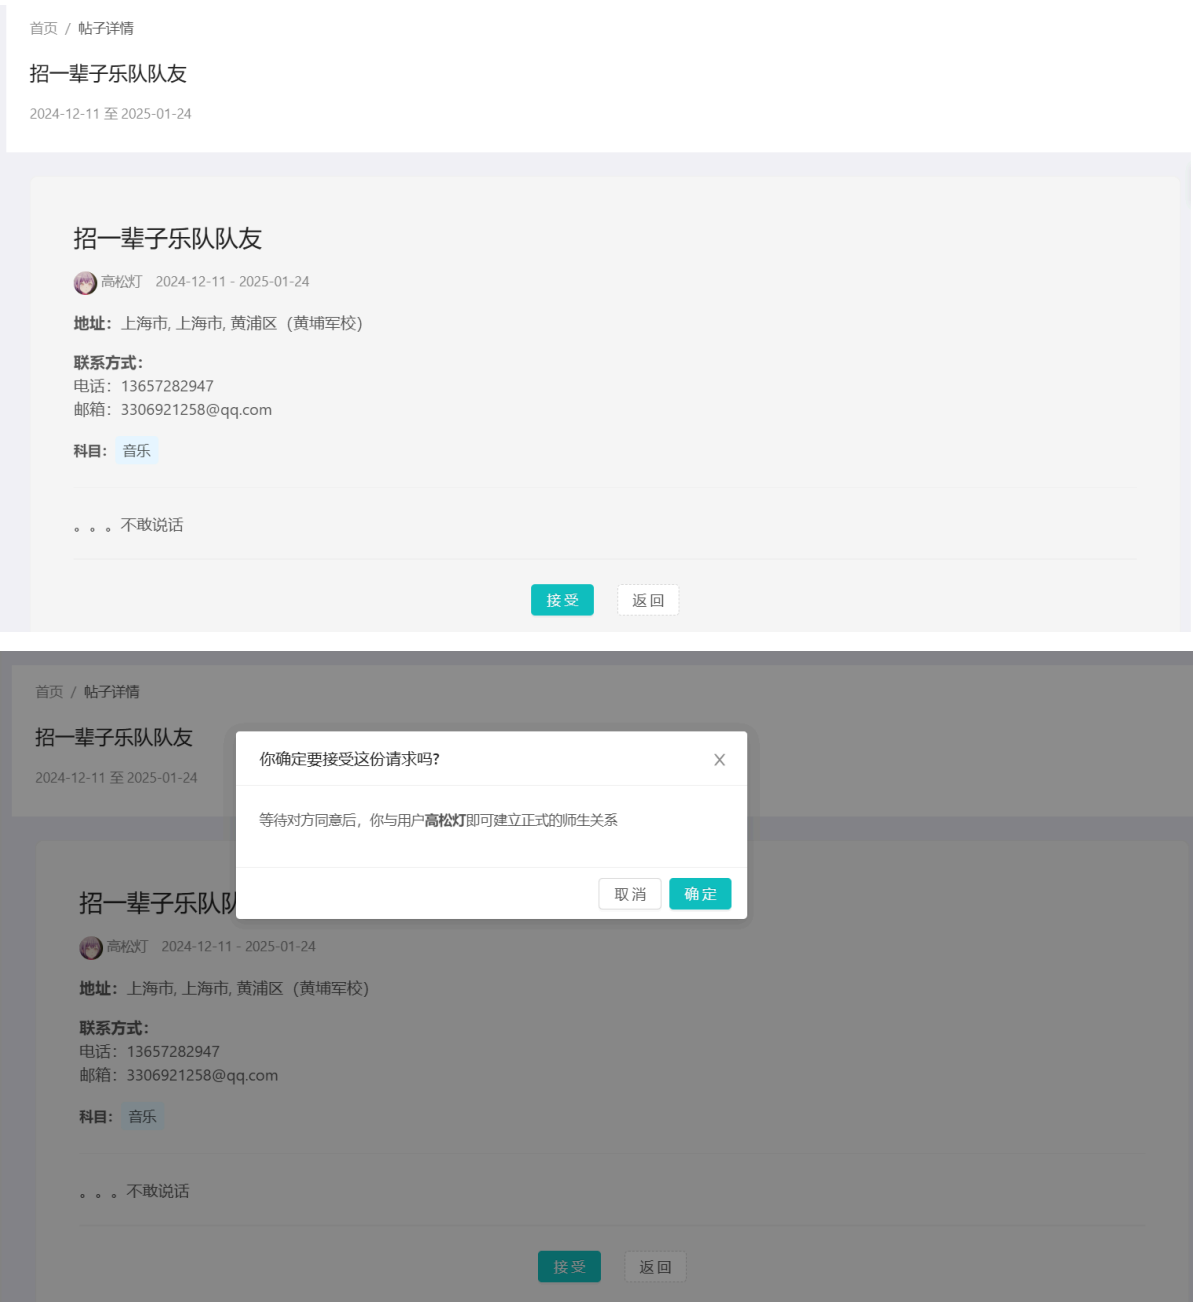 首页 / 帖子详情
招一辈子乐队队友
2024-12-11 至 2025-01-24
招一辈子乐队队友
高松灯 2024-12-11 - 2025-01-24
地址：上海市, 上海市, 黄浦区（黄埔军校）
联系方式：
电话：13657282947
邮箱：3306921258@qq.com
科目： 音乐
。。。不敢说话
接受 返回
首页 / 帖子详情
招一辈子乐队队友
2024-12-11 至 2025-01-24
你确定要接受这份请求吗?
等待对方同意后，你与用户高松灯即可建立正式的师生关系
取消 确定
招一辈子乐队队
高松灯 2024-12-11 - 2025-01-24
地址：上海市, 上海市, 黄浦区（黄埔军校）
联系方式：
电话：13657282947
邮箱：3306921258@qq.com
科目： 音乐
。。。不敢说话
接受 返回